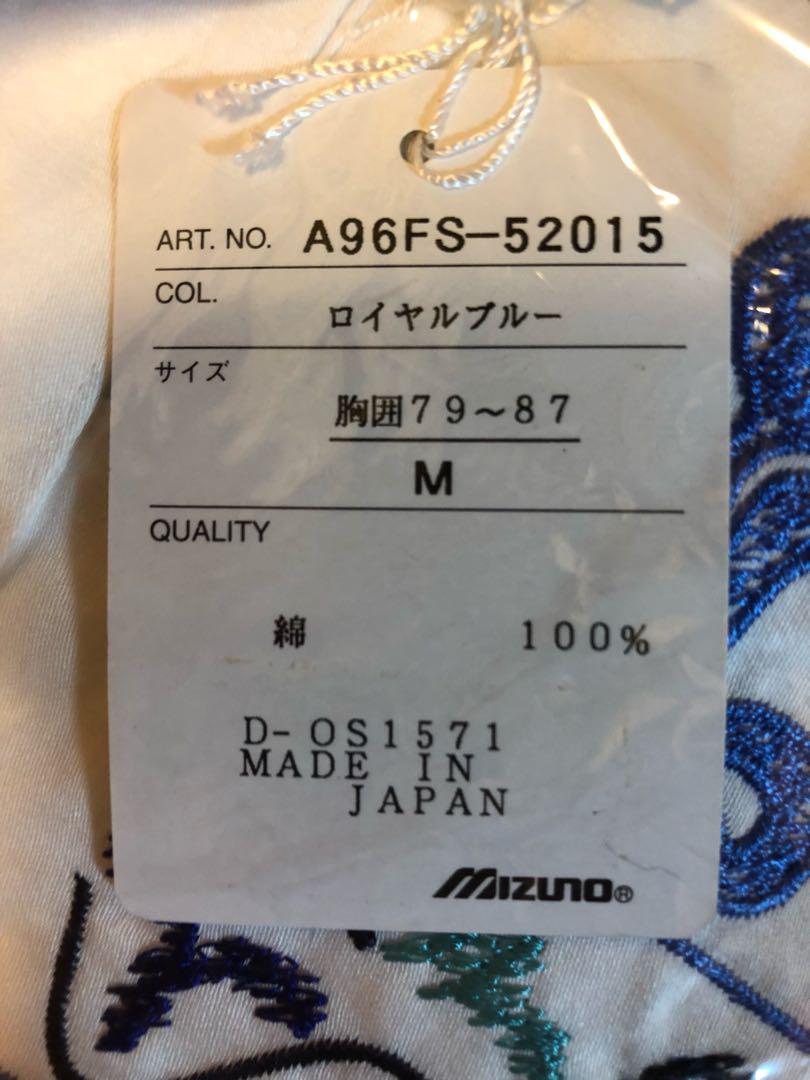 ART. NO. A96FS-52015
COL.
ロイヤルブルー
サイズ
胸囲79～87
M
QUALITY
綿 100%
D-OS1571
MADE IN
JAPAN
MIZUNO®